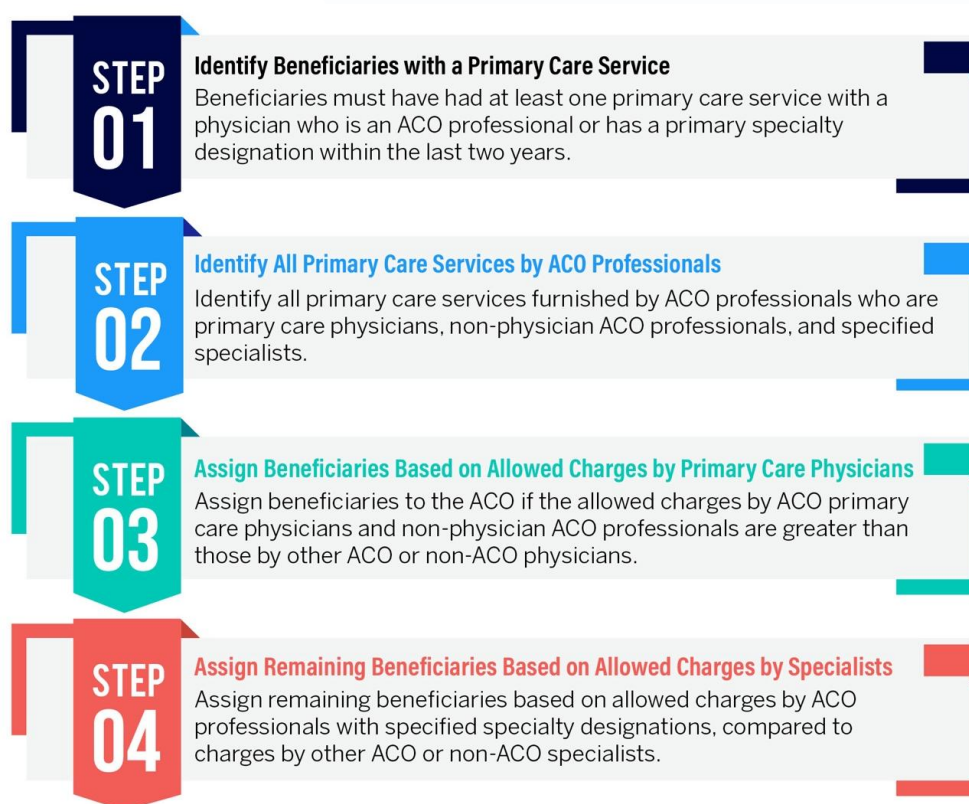 STEP
01
Identify Beneficiaries with a Primary Care Service
Beneficiaries must have had at least one primary care service with a
physician who is an ACO professional or has a primary specialty
designation within the last two years.
STEP
02
Identify All Primary Care Services by ACO Professionals
Identify all primary care services furnished by ACO professionals who are
primary care physicians, non-physician ACO professionals, and specified
specialists.
STEP
03
Assign Beneficiaries Based on Allowed Charges by Primary Care Physicians
Assign beneficiaries to the ACO if the allowed charges by ACO primary
care physicians and non-physician ACO professionals are greater than
those by other ACO or non-ACO physicians.
STEP
04
Assign Remaining Beneficiaries Based on Allowed Charges by Specialists
Assign remaining beneficiaries based on allowed charges by ACO
professionals with specified specialty designations, compared to
charges by other ACO or non-ACO specialists.